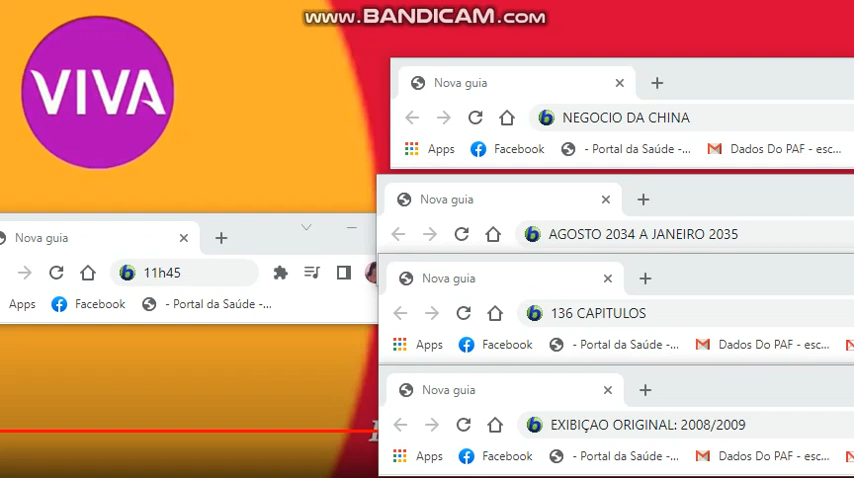 www.BANDICAM.com
VIVA
Nova guia
NEGOCIO DA CHINA
Apps Facebook - Portal da Saúde -... Dados Do PAF - esc...
Nova guia
AGOSTO 2034 A JANEIRO 2035
Nova guia
11h45
Apps Facebook - Portal da Saúde -...
Nova guia
136 CAPITULOS
Apps Facebook - Portal da Saúde -... Dados Do PAF - esc...
Nova guia
EXIBIÇAO ORIGINAL: 2008/2009
Apps Facebook - Portal da Saúde -... Dados Do PAF - esc...